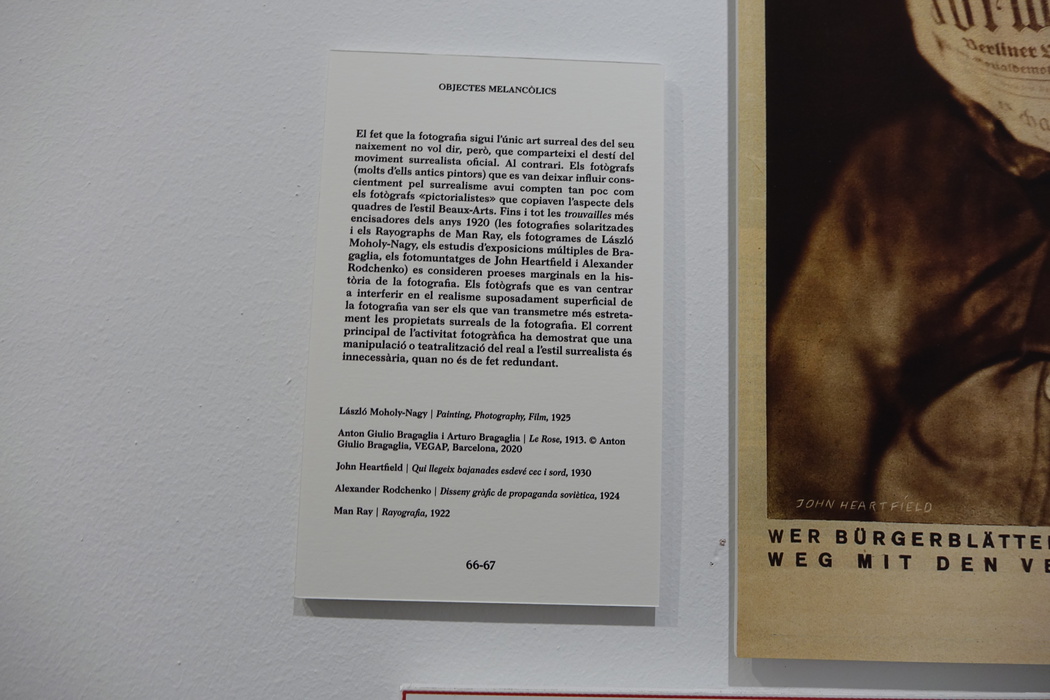 OBJECTES MELANCÒLICS
El fet que la fotografia sigui l'únic art surreal des del seu
naixement no vol dir, però, que comparteixi el destí del
moviment surrealista oficial. Al contrari. Els fotògrafs
(molts d'ells antics pintors) que es van deixar influir cons-
cientment pel surrealisme avui compten tan poc com
els fotògrafs «pictorialistes» que copiaven l'aspecte dels
quadres de l'estil Beaux-Arts. Fins i tot les trouvailles més
encisadores dels anys 1920 (les fotografies solaritzades
i els Rayographs de Man Ray, els fotogrames de László
Moholy-Nagy, els estudis d'exposicions múltiples de Bra-
gaglia, els fotomuntatges de John Heartfield i Alexander
Rodchenko) es consideren proeses marginals en la his-
tòria de la fotografia. Els fotògrafs que es van centrar
a interferir en el realisme suposadament superficial de
la fotografia van ser els que van transmetre més estreta-
ment les propietats surreals de la fotografia. El corrent
principal de l'activitat fotogràfica ha demostrat que una
manipulació o teatralització del real a l'estil surrealista és
innecessària, quan no és de fet redundant.
László Moholy-Nagy | Painting, Photography, Film, 1925
Anton Giulio Bragaglia i Arturo Bragaglia | Le Rose, 1913. © Anton
Giulio Bragaglia, VEGAP, Barcelona, 2020
John Heartfield | Qui llegeix bajanades esdevé cec i sord, 1930
Alexander Rodchenko | Disseny gràfic de propaganda soviètica, 1924
Man Ray | Rayografia, 1922
66-67
Berliner
JOHN HEARTFIELD
WER BÜRGERBLÄTTE
WEG MIT DEN VE